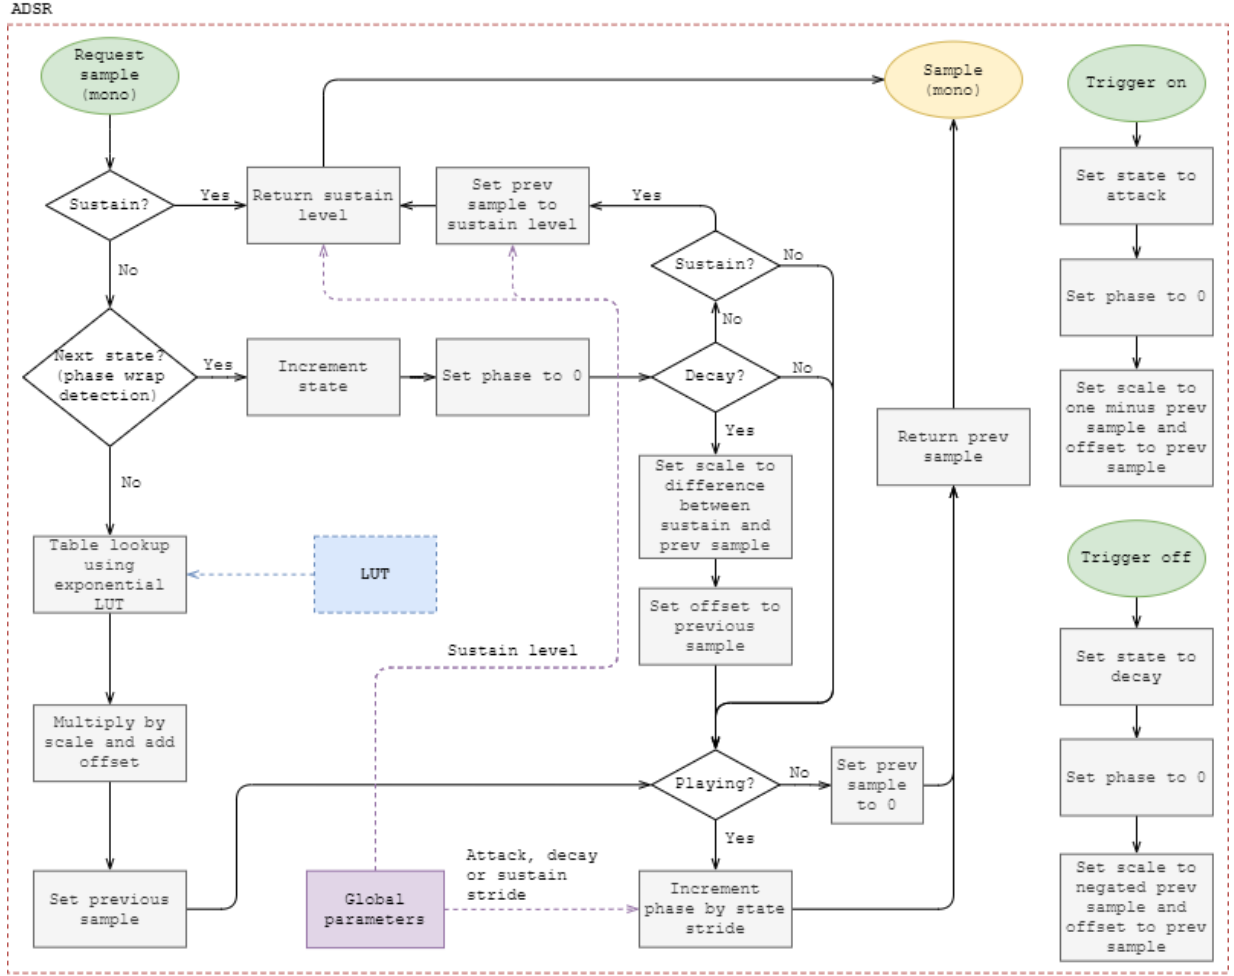 ADSR
Request
sample
(mono)
Sample
(mono)
Trigger on
Sustain?
Yes
Return sustain
level
Set prev
sample to
sustain level
Yes
Set state to
attack
No
Sustain?
No
Set phase to 0
No
Next state?
(phase wrap
detection)
Yes
Increment
state
Set phase to 0
Decay?
No
Set scale to
one minus prev
sample and
offset to prev
sample
Return prev
sample
Yes
No
Set scale to
difference
between
sustain and
prev sample
Table lookup
using
exponential
LUT
LUT
Trigger off
Set offset to
previous
sample
Sustain level
Set state to
decay
Multiply by
scale and add
offset
Playing?
No
Set prev
sample
to 0
Set phase to 0
Yes
Attack, decay
or sustain
stride
Set previous
sample
Global
parameters
Increment
phase by state
stride
Set scale to
negated prev
sample and
offset to prev
sample